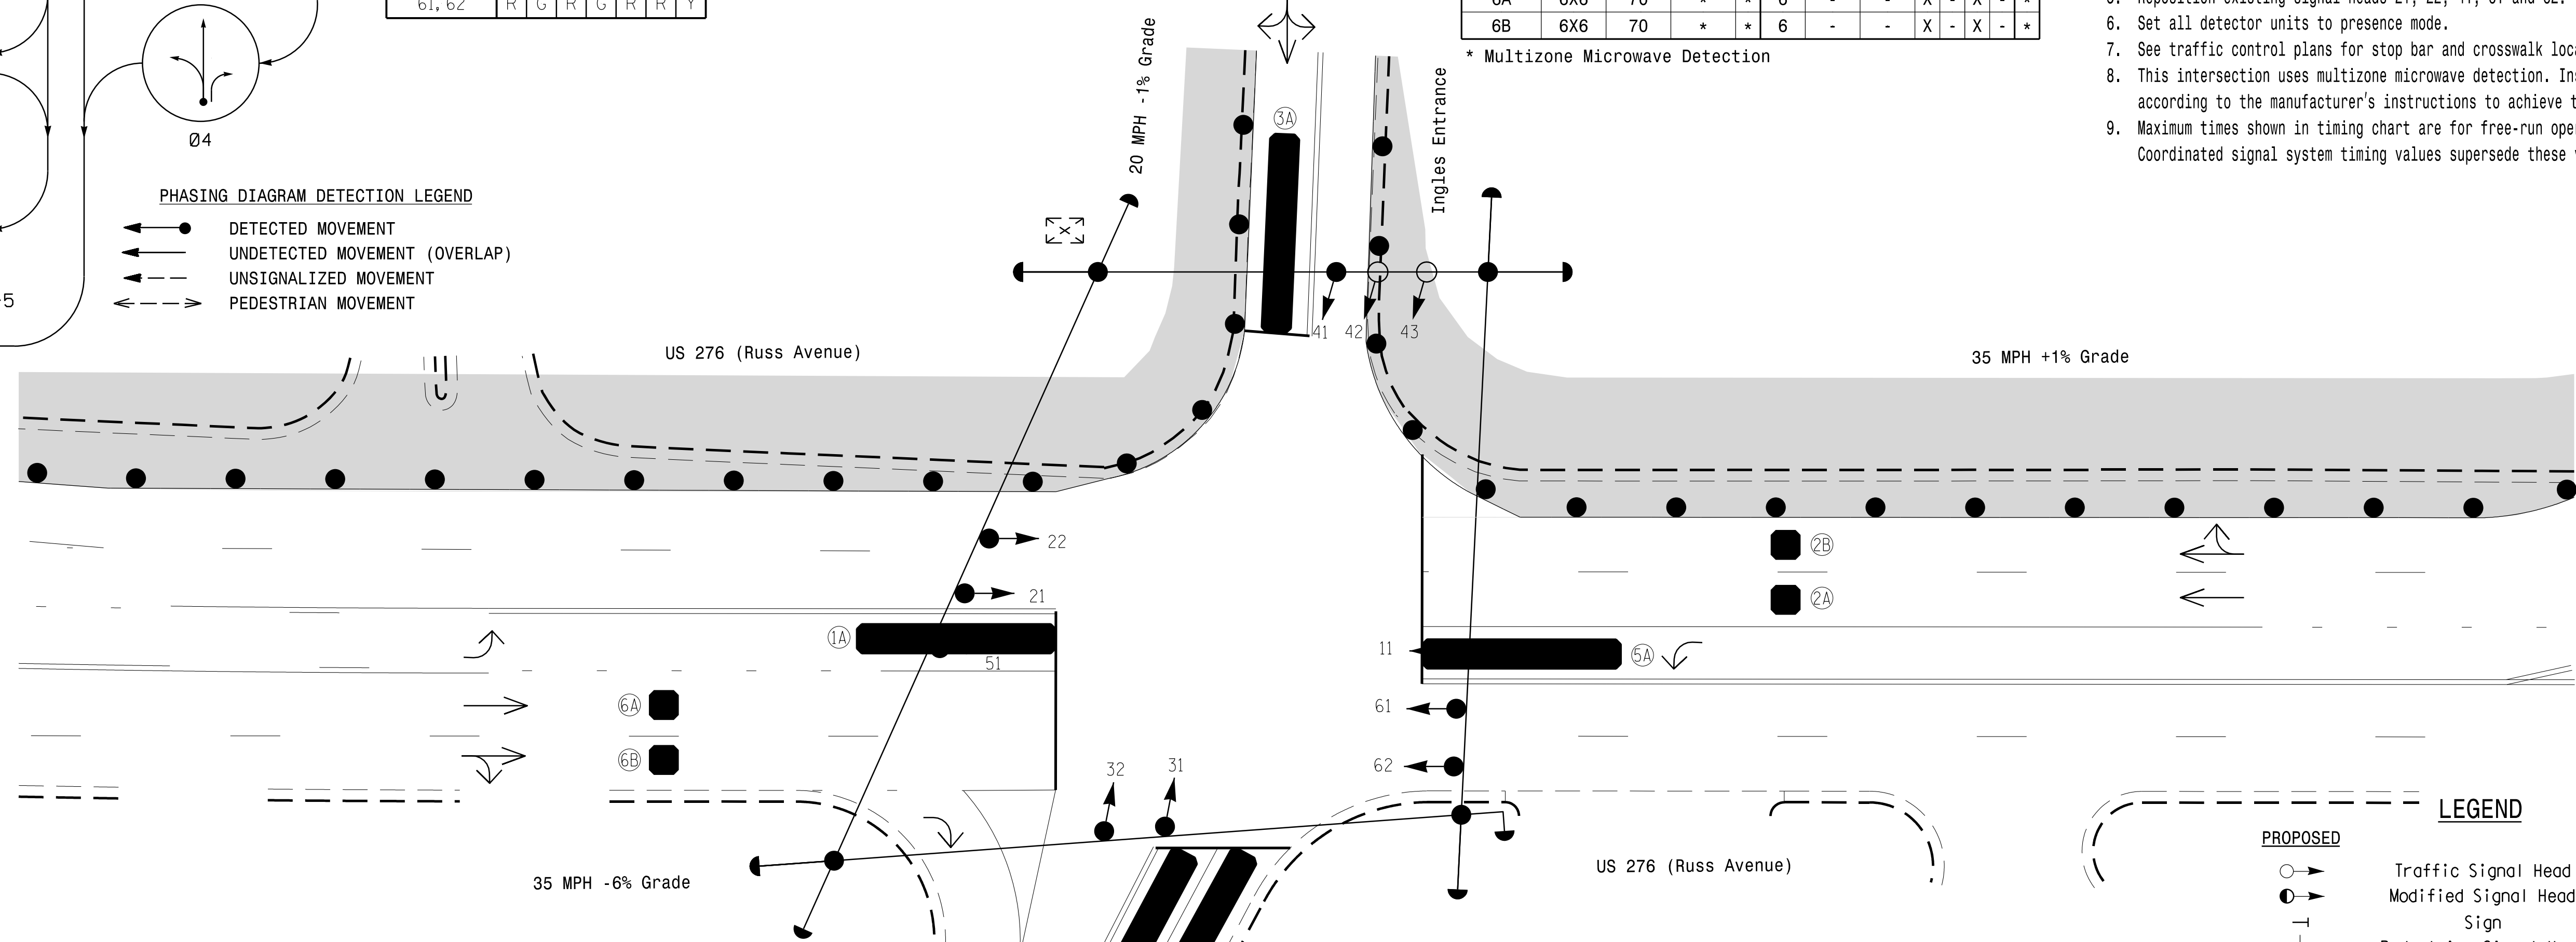 61,62 R G R G R R Y
Ø4
PHASING DIAGRAM DETECTION LEGEND
DETECTED MOVEMENT
UNDETECTED MOVEMENT (OVERLAP)
UNSIGNALIZED MOVEMENT
PEDESTRIAN MOVEMENT
5
20 MPH -1% Grade
Ingles Entrance
6A 6X6 70 * * 6 - - X - X - *
6B 6X6 70 * * 6 - - X - X - *
* Multizone Microwave Detection
6. Set all detector units to presence mode.
7. See traffic control plans for stop bar and crosswalk loc
8. This intersection uses multizone microwave detection. In
according to the manufacturer's instructions to achieve t
9. Maximum times shown in timing chart are for free-run ope
Coordinated signal system timing values supersede these
3A
X
41 42 43
US 276 (Russ Avenue)
35 MPH +1% Grade
22
21
2B
2A
1A
51
11
5A
6A
61
6B
62
32 31
35 MPH -6% Grade
US 276 (Russ Avenue)
LEGEND
PROPOSED
Traffic Signal Head
Modified Signal Head
Sign